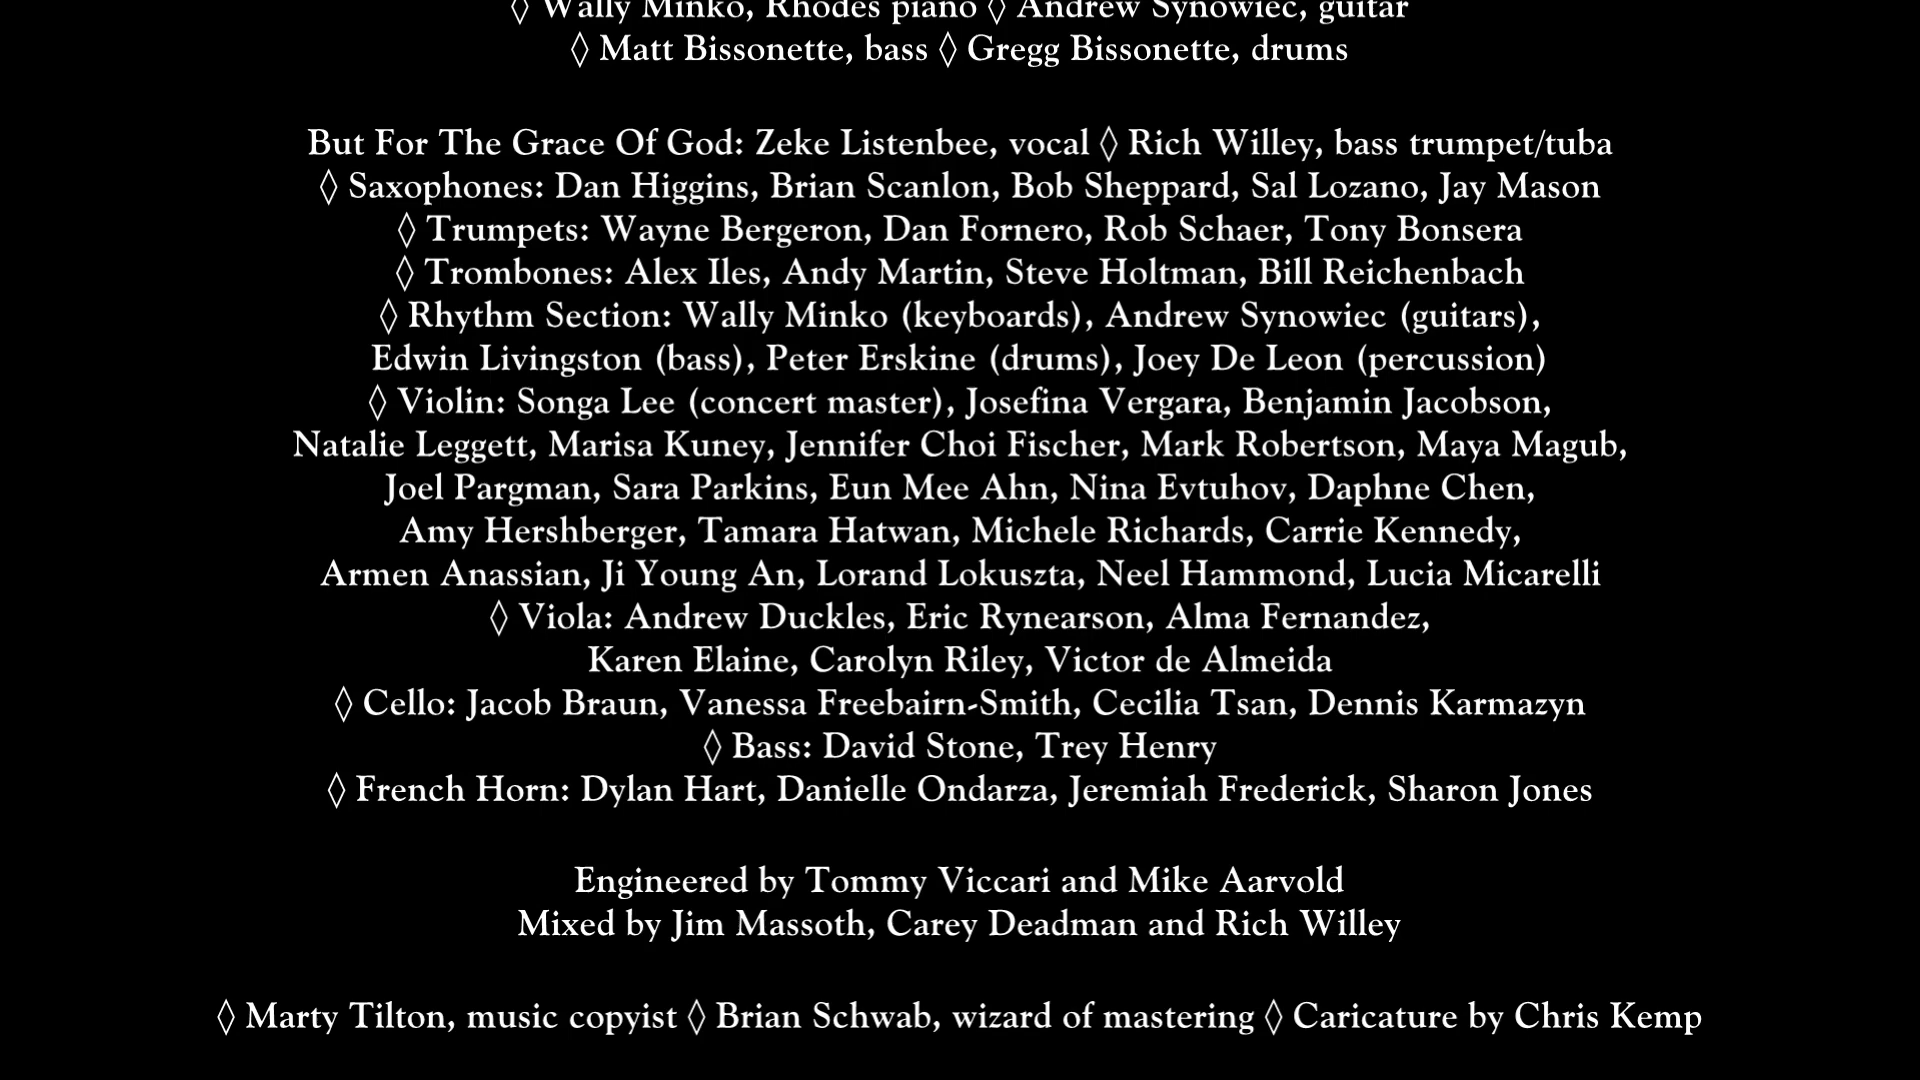 ◊ Wally Minko, Rhodes piano ◊ Andrew Synowiec, guitar
◊ Matt Bissonette, bass ◊ Gregg Bissonette, drums
But For The Grace Of God: Zeke Listenbee, vocal ◊ Rich Willey, bass trumpet/tuba
◊ Saxophones: Dan Higgins, Brian Scanlon, Bob Sheppard, Sal Lozano, Jay Mason
◊ Trumpets: Wayne Bergeron, Dan Fornero, Rob Schaer, Tony Bonsera
◊ Trombones: Alex Iles, Andy Martin, Steve Holtman, Bill Reichenbach
◊ Rhythm Section: Wally Minko (keyboards), Andrew Synowiec (guitars),
Edwin Livingston (bass), Peter Erskine (drums), Joey De Leon (percussion)
◊ Violin: Songa Lee (concert master), Josefina Vergara, Benjamin Jacobson,
Natalie Leggett, Marisa Kuney, Jennifer Choi Fischer, Mark Robertson, Maya Magub,
Joel Pargman, Sara Parkins, Eun Mee Ahn, Nina Evtuhov, Daphne Chen,
Amy Hershberger, Tamara Hatwan, Michele Richards, Carrie Kennedy,
Armen Anassian, Ji Young An, Lorand Lokuszta, Neel Hammond, Lucia Micarelli
◊ Viola: Andrew Duckles, Eric Rynearson, Alma Fernandez,
Karen Elaine, Carolyn Riley, Victor de Almeida
◊ Cello: Jacob Braun, Vanessa Freebairn-Smith, Cecilia Tsan, Dennis Karmazyn
◊ Bass: David Stone, Trey Henry
◊ French Horn: Dylan Hart, Danielle Ondarza, Jeremiah Frederick, Sharon Jones
Engineered by Tommy Viccari and Mike Aarvold
Mixed by Jim Massoth, Carey Deadman and Rich Willey
◊ Marty Tilton, music copyist ◊ Brian Schwab, wizard of mastering ◊ Caricature by Chris Kemp